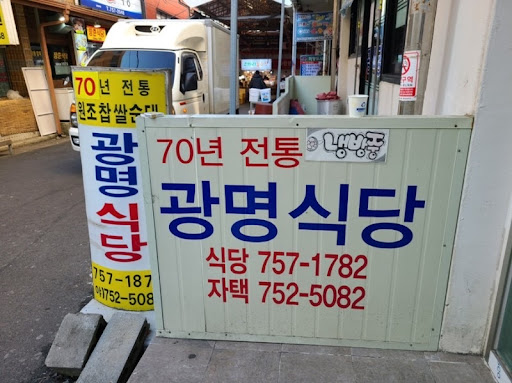 70년 전통
원조찹쌀순대
광명
식당
757-187
752-508
70년 전통
냉방중
광명식당
식당 757-1782
자택 752-5082